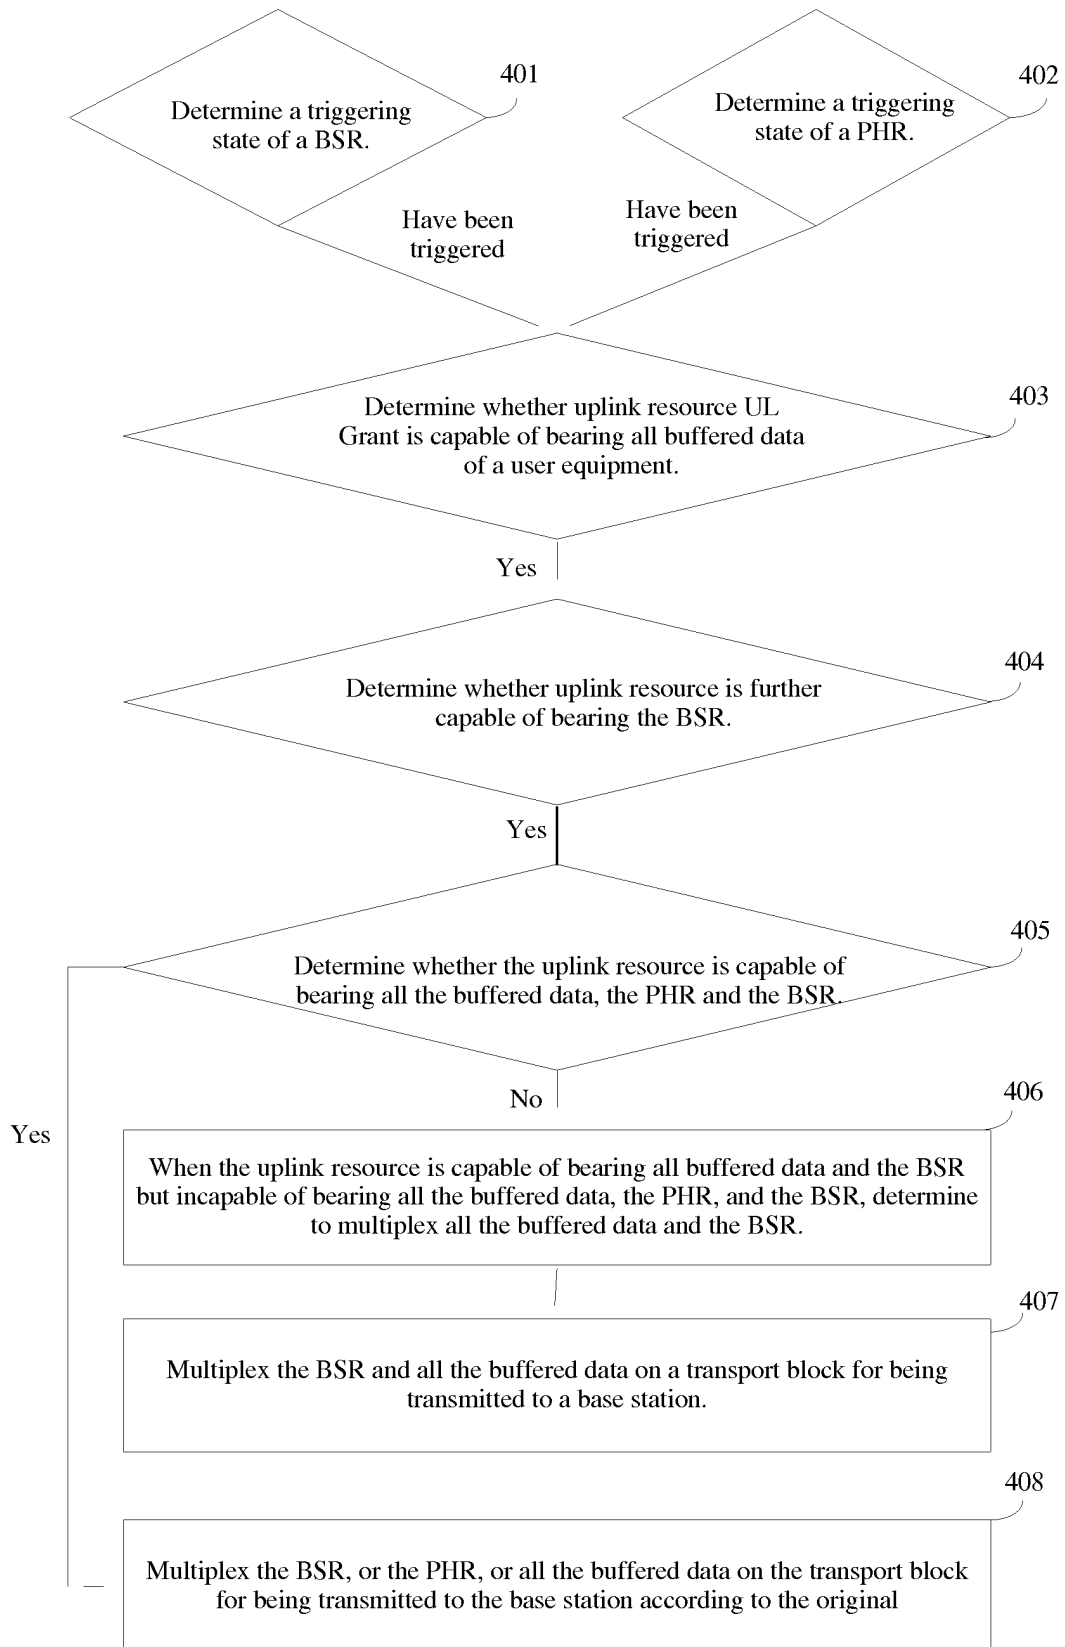 401
Determine a triggering
state of a BSR.
402
Determine a triggering
state of a PHR.
Have been
triggered
Have been
triggered
403
Determine whether uplink resource UL
Grant is capable of bearing all buffered data
of a user equipment.
Yes
404
Determine whether uplink resource is further
capable of bearing the BSR.
Yes
405
Determine whether the uplink resource is capable of
bearing all the buffered data, the PHR and the BSR.
No
Yes
406
When the uplink resource is capable of bearing all buffered data and the BSR
but incapable of bearing all the buffered data, the PHR, and the BSR, determine
to multiplex all the buffered data and the BSR.
407
Multiplex the BSR and all the buffered data on a transport block for being
transmitted to a base station.
408
Multiplex the BSR, or the PHR, or all the buffered data on the transport block
for being transmitted to the base station according to the original